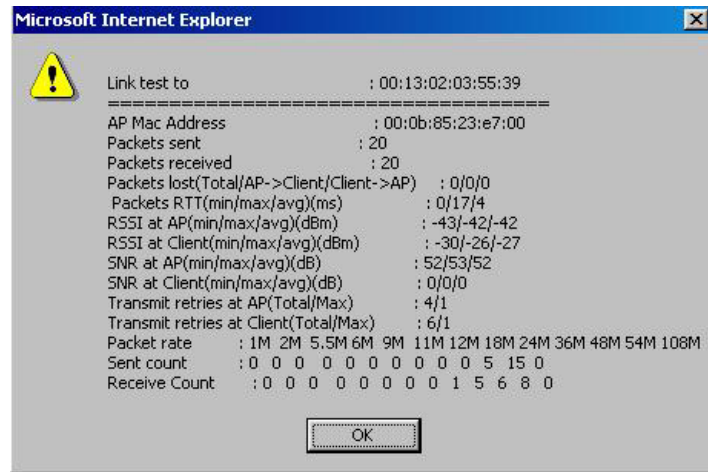 Microsoft Internet Explorer
Link test to : 00:13:02:03:55:39
====================================
AP Mac Address : 00:0b:85:23:e7:00
Packets sent : 20
Packets received : 20
Packets lost(Total/AP->Client/Client->AP) : 0/0/0
Packets RTT(min/max/avg)(ms) : 0/17/4
RSSI at AP(min/max/avg)(dBm) : -43/-42/-42
RSSI at Client(min/max/avg)(dBm) : -30/-26/-27
SNR at AP(min/max/avg)(dB) : 52/53/52
SNR at Client(min/max/avg)(dB) : 0/0/0
Transmit retries at AP(Total/Max) : 4/1
Transmit retries at Client(Total/Max) : 6/1
Packet rate : 1M 2M 5.5M 6M 9M 11M 12M 18M 24M 36M 48M 54M 108M
Sent count : 0 0 0 0 0 0 0 0 0 0 5 15 0
Receive Count : 0 0 0 0 0 0 0 0 1 5 6 8 0
OK